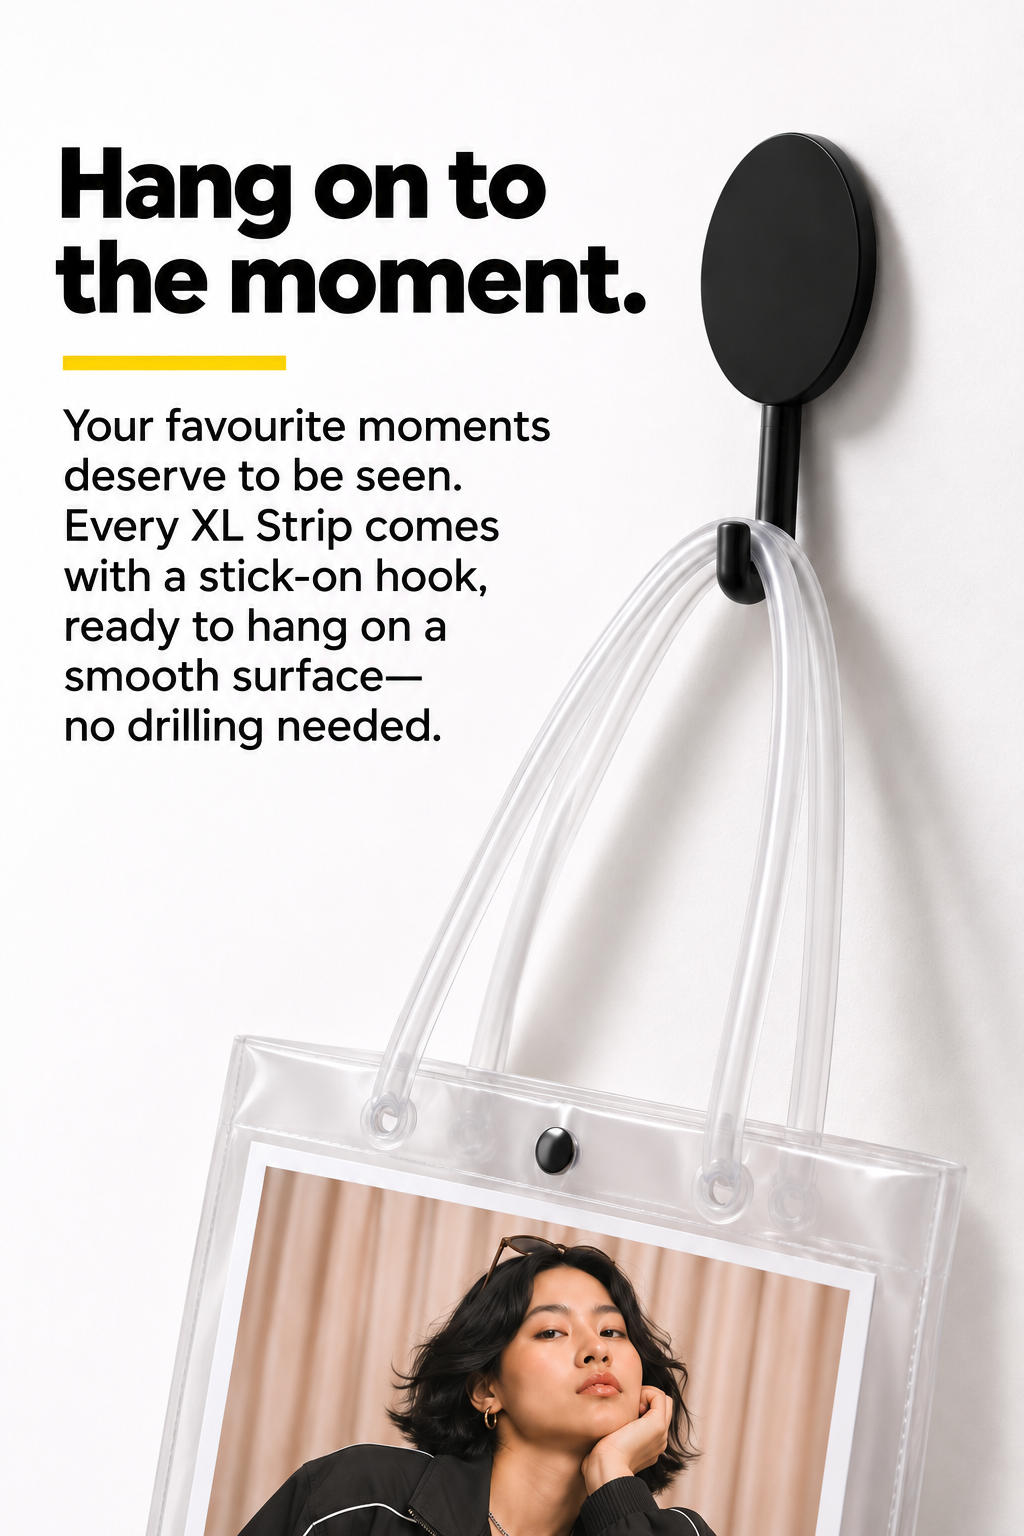 Hang on to
the moment.
Your favourite moments
deserve to be seen.
Every XL Strip comes
with a stick-on hook,
ready to hang on a
smooth surface—
no drilling needed.